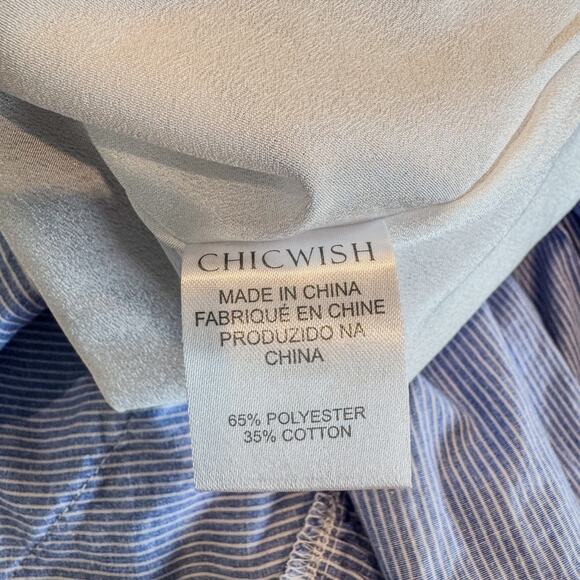 CHICWISH
MADE IN CHINA
FABRIQUÉ EN CHINE
PRODUZIDO NA
CHINA
65% POLYESTER
35% COTTON